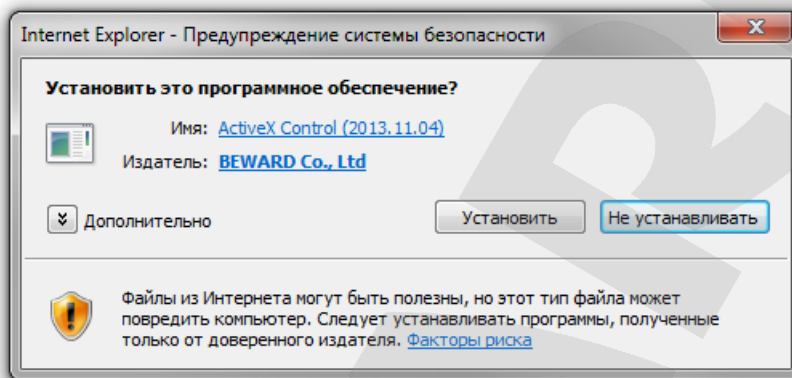 Internet Explorer - Предупреждение системы безопасности
Установить это программное обеспечение?
Имя: ActiveX Control (2013.11.04)
Издатель: BEWARD Co., Ltd
Дополнительно
Установить
Не устанавливать
Файлы из Интернета могут быть полезны, но этот тип файла может
повредить компьютер. Следует устанавливать программы, полученные
только от доверенного издателя. Факторы риска